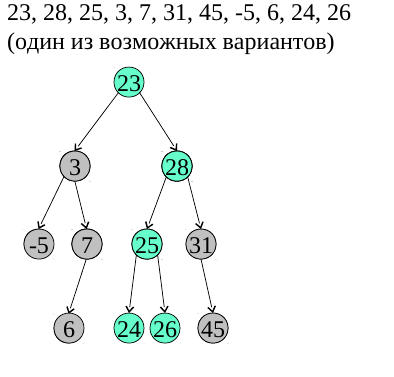 23, 28, 25, 3, 7, 31, 45, -5, 6, 24, 26
(один из возможных вариантов)
23
3 28
-5 7 25 31
6 24 26 45